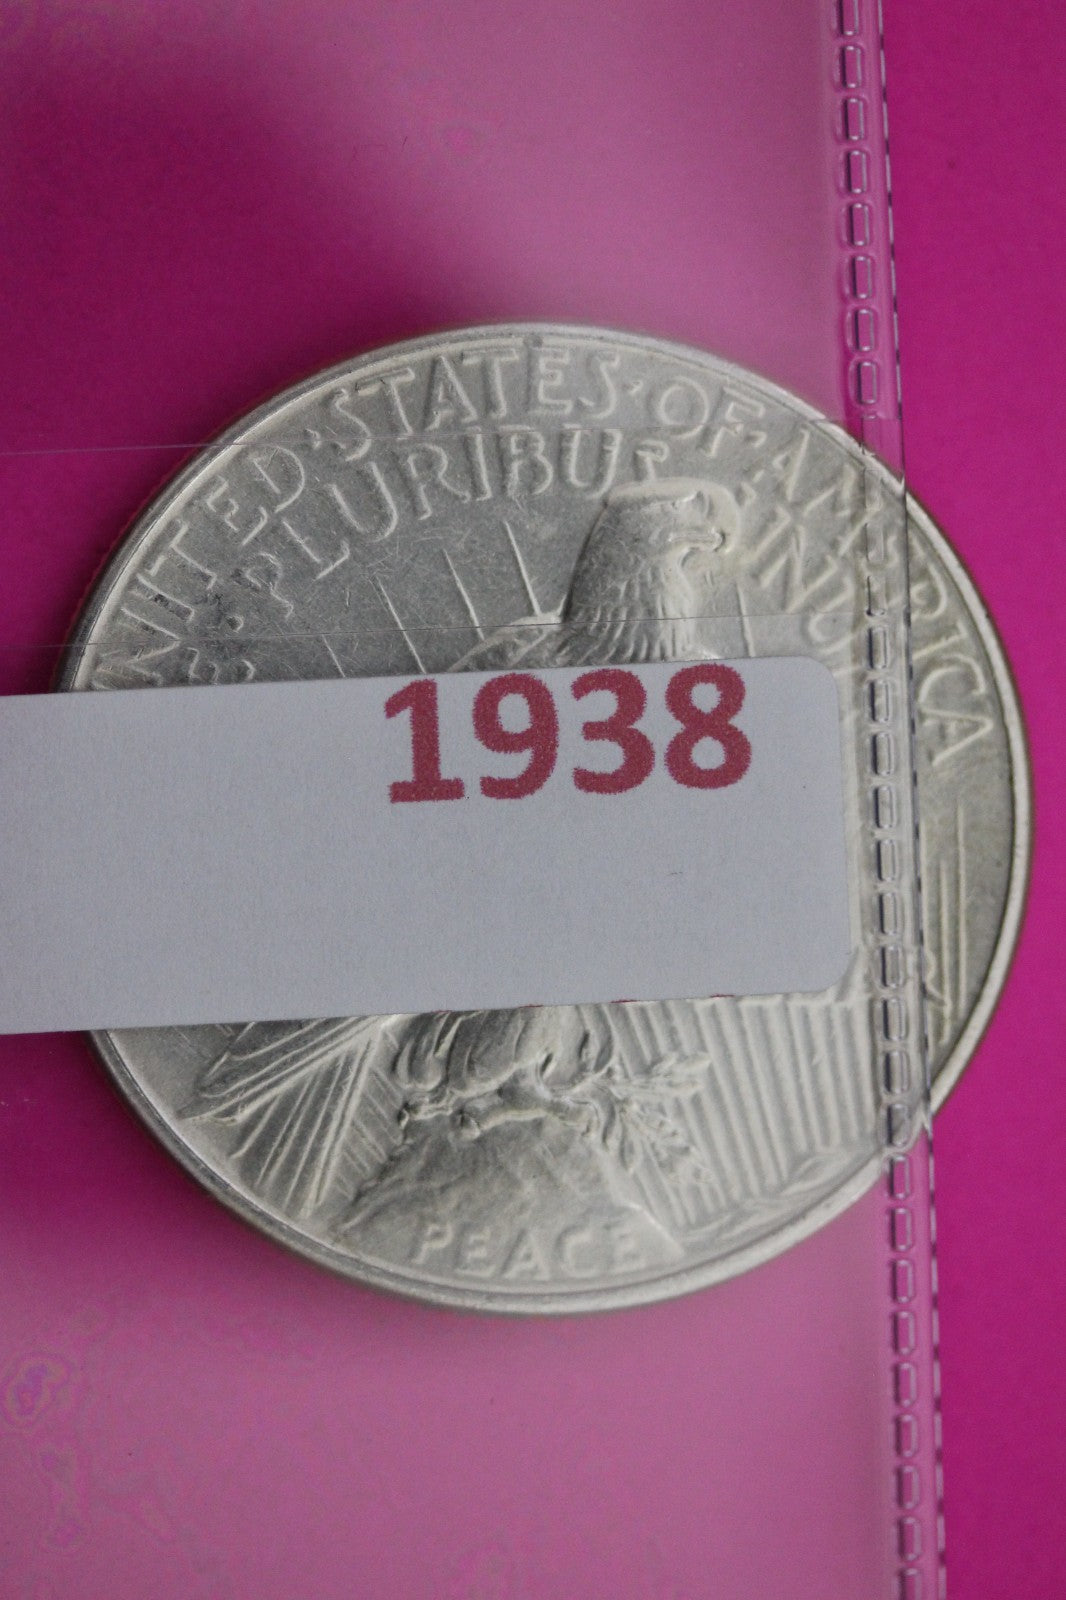 UNITED·STATES·OF·AMERICA
E·PLURIBUS UNUM
1938
PEACE